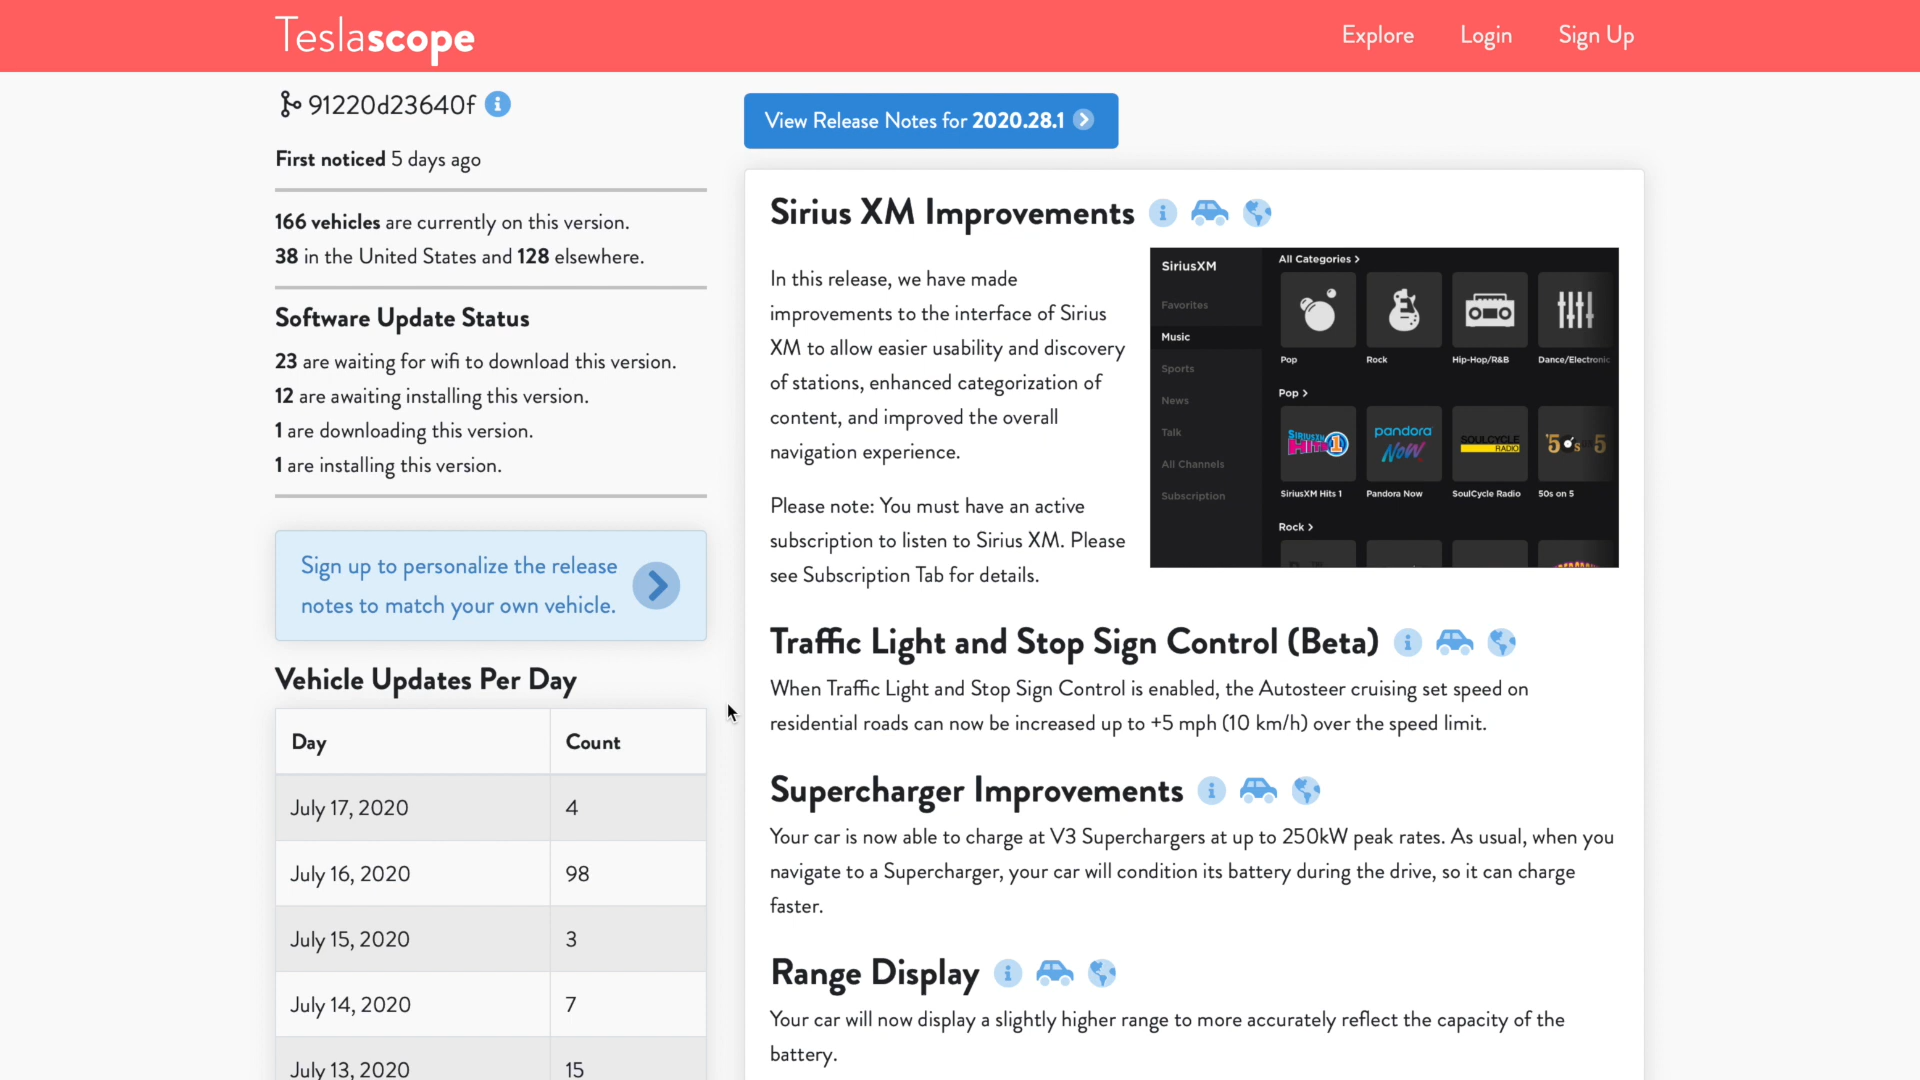 Teslascope
Explore
Login
Sign Up
91220d23640f
First noticed 5 days ago
166 vehicles are currently on this version.
38 in the United States and 128 elsewhere.
Software Update Status
23 are waiting for wifi to download this version.
12 are awaiting installing this version.
1 are downloading this version.
1 are installing this version.
Sign up to personalize the release
notes to match your own vehicle.
Vehicle Updates Per Day
Day Count
July 17, 2020 4
July 16, 2020 98
July 15, 2020 3
July 14, 2020 7
July 13, 2020 15
View Release Notes for 2020.28.1
Sirius XM Improvements
In this release, we have made
improvements to the interface of Sirius
XM to allow easier usability and discovery
of stations, enhanced categorization of
content, and improved the overall
navigation experience.
Please note: You must have an active
subscription to listen to Sirius XM. Please
see Subscription Tab for details.
SiriusXM
Favorites
Music
Sports
News
Talk
All Channels
Subscription
All Categories
Pop Rock Hip-Hop/R&B Dance/Electronic
Pop
SIRIUSXM HITS 1
pandora NOW
SOULCYCLE RADIO
SiriusXM Hits 1 Pandora Now SoulCycle Radio 50s on 5
Rock
Traffic Light and Stop Sign Control (Beta)
When Traffic Light and Stop Sign Control is enabled, the Autosteer cruising set speed on
residential roads can now be increased up to +5 mph (10 km/h) over the speed limit.
Supercharger Improvements
Your car is now able to charge at V3 Superchargers at up to 250kW peak rates. As usual, when you
navigate to a Supercharger, your car will condition its battery during the drive, so it can charge
faster.
Range Display
Your car will now display a slightly higher range to more accurately reflect the capacity of the
battery.